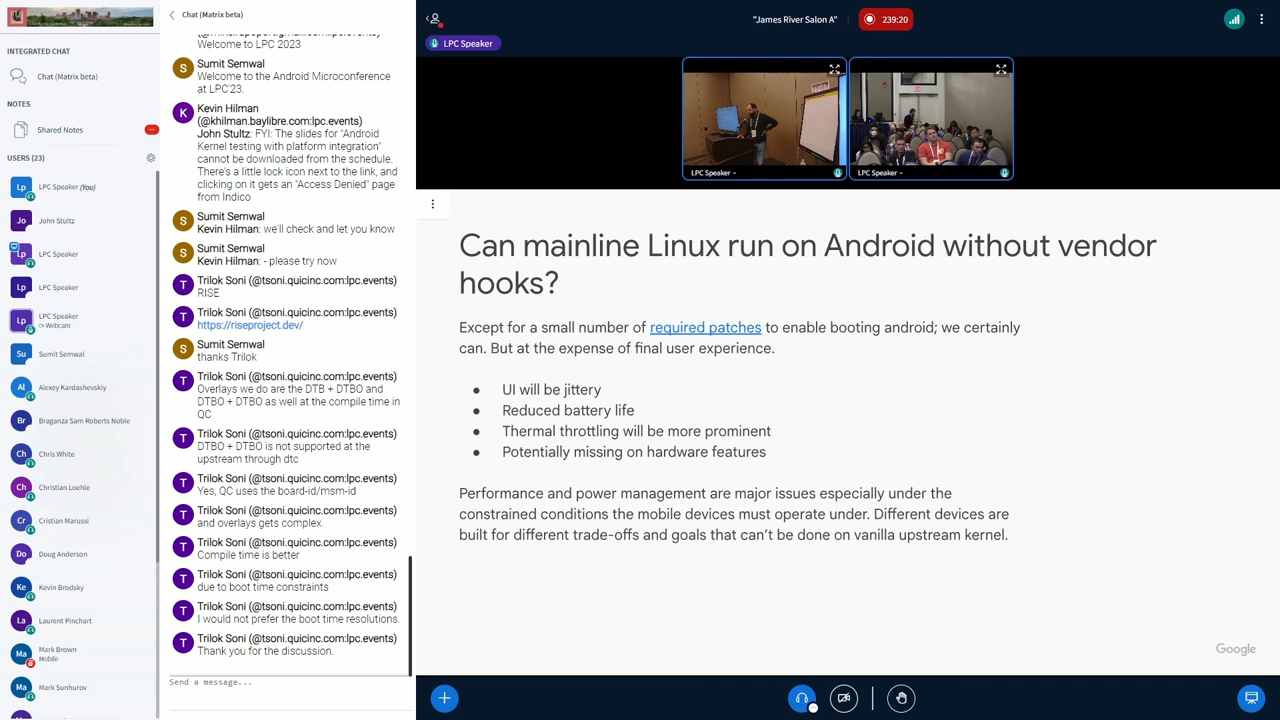 INTEGRATED CHAT
Chat (Matrix beta)
NOTES
Shared Notes
USERS (23)
Lp
LPC Speaker (You)
Jo
John Stultz
Lp
LPC Speaker
Lp
LPC Speaker
Lp
LPC Speaker
Webcam
Su
Sumit Semwal
Al
Alexey Kardashevskiy
Br
Braganza Sam Roberts Noble
Ch
Chris White
Ch
Christian Loehle
Cr
Cristian Marussi
Do
Doug Anderson
Ke
Kevin Brodsky
La
Laurent Pinchart
Ma
Mark Brown
Mobile
Ma
Mark Sunhurov
Chat (Matrix beta)
Welcome to LPC 2023
S
Sumit Semwal
Welcome to the Android Microconference
at LPC'23.
K
Kevin Hilman
(@khilman.baylibre.com:lpc.events)
John Stultz: FYI: The slides for "Android
Kernel testing with platform integration"
cannot be downloaded from the schedule.
There's a little lock icon next to the link, and
clicking on it gets an "Access Denied" page
from Indico
S
Sumit Semwal
Kevin Hilman: we'll check and let you know
S
Sumit Semwal
Kevin Hilman: - please try now
T
Trilok Soni (@tsoni.quicinc.com:lpc.events)
RISE
T
Trilok Soni (@tsoni.quicinc.com:lpc.events)
https://riseproject.dev/
S
Sumit Semwal
thanks Trilok
T
Trilok Soni (@tsoni.quicinc.com:lpc.events)
Overlays we do are the DTB + DTBO and
DTBO + DTBO as well at the compile time in
QC
T
Trilok Soni (@tsoni.quicinc.com:lpc.events)
DTBO + DTBO is not supported at the
upstream through dtc
T
Trilok Soni (@tsoni.quicinc.com:lpc.events)
Yes, QC uses the board-id/msm-id
T
Trilok Soni (@tsoni.quicinc.com:lpc.events)
and overlays gets complex.
T
Trilok Soni (@tsoni.quicinc.com:lpc.events)
Compile time is better
T
Trilok Soni (@tsoni.quicinc.com:lpc.events)
due to boot time constraints
T
Trilok Soni (@tsoni.quicinc.com:lpc.events)
I would not prefer the boot time resolutions.
T
Trilok Soni (@tsoni.quicinc.com:lpc.events)
Thank you for the discussion.
Send a message...
"James River Salon A"
239:20
LPC Speaker
LPC Speaker
LPC Speaker
Can mainline Linux run on Android without vendor
hooks?
Except for a small number of required patches to enable booting android; we certainly
can. But at the expense of final user experience.
● UI will be jittery
● Reduced battery life
● Thermal throttling will be more prominent
● Potentially missing on hardware features
Performance and power management are major issues especially under the
constrained conditions the mobile devices must operate under. Different devices are
built for different trade-offs and goals that can't be done on vanilla upstream kernel.
Google